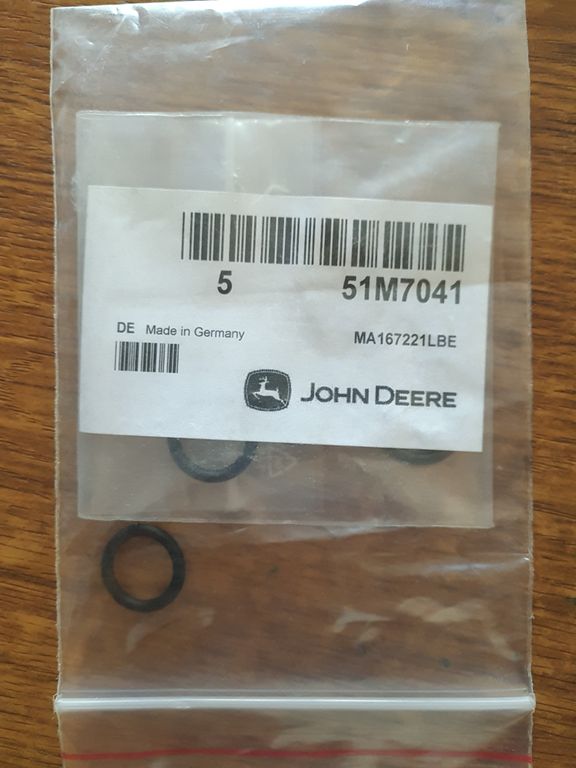 5 51M7041
DE Made in Germany MA167221LBE
JOHN DEERE